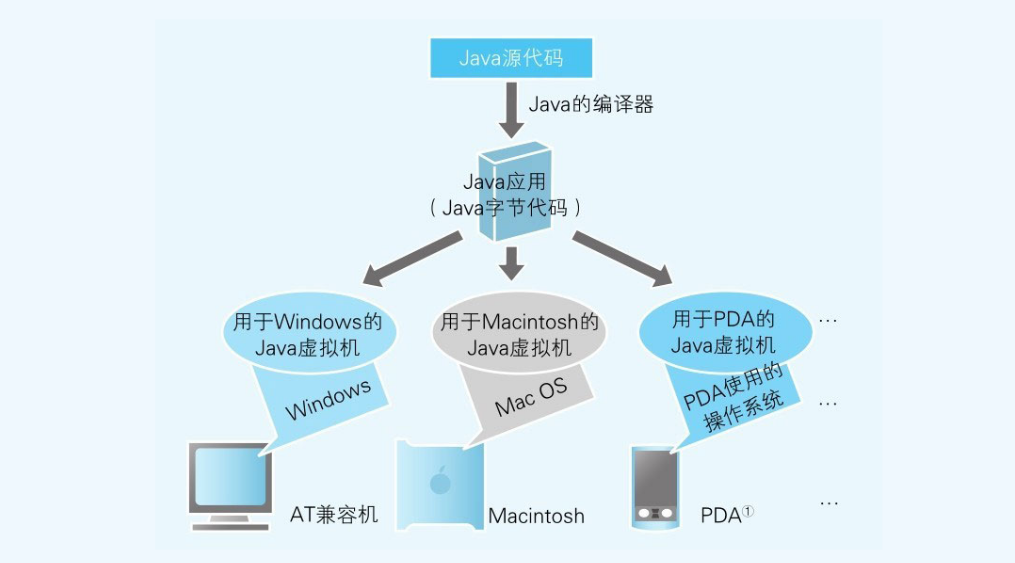 Java源代码
Java的编译器
Java应用
（Java字节代码）
用于Windows的
Java虚拟机
用于Macintosh的
Java虚拟机
用于PDA的
Java虚拟机
…
Windows
Mac OS
PDA使用的
操作系统
…
AT兼容机
Macintosh
PDA①
…